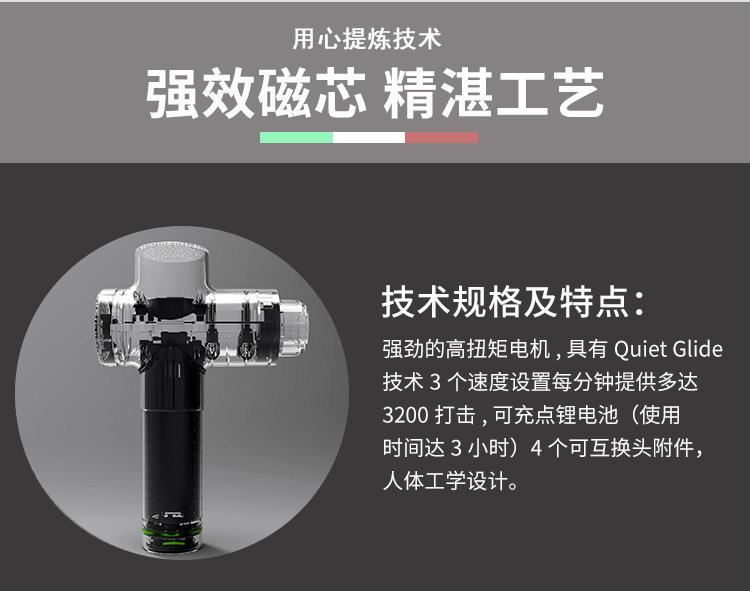 用心提炼技术
强效磁芯 精湛工艺
技术规格及特点：
强劲的高扭矩电机 , 具有 Quiet Glide
技术 3 个速度设置每分钟提供多达
3200 打击 , 可充点锂电池（使用
时间达 3 小时）4 个可互换头附件，
人体工学设计。